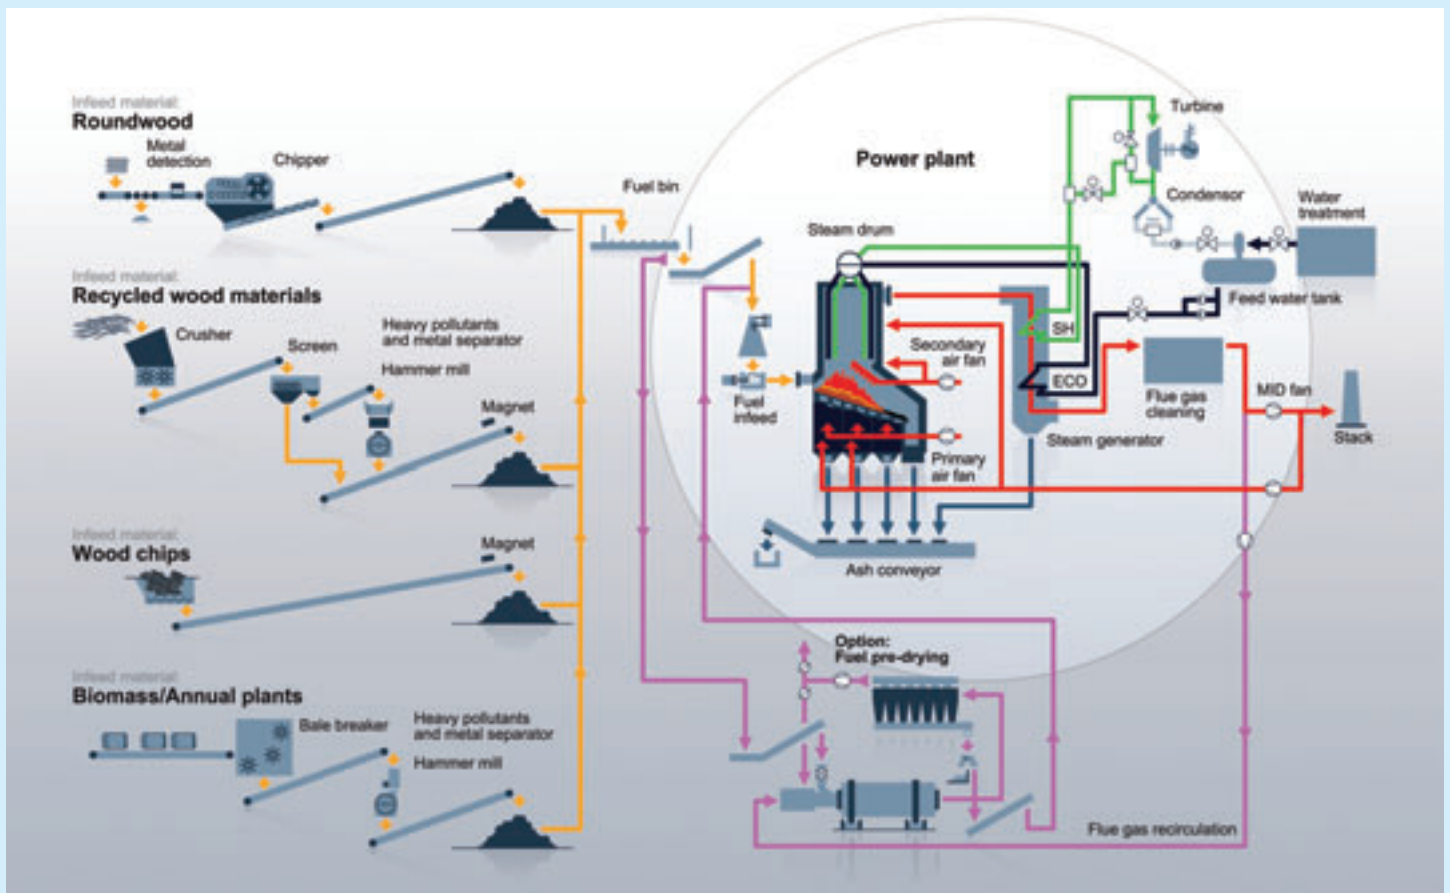 Infeed material:
Roundwood
Metal
detection
Chipper
Infeed material:
Recycled wood materials
Crusher
Screen
Heavy pollutants
and metal separator
Hammer mill
Magnet
Infeed material:
Wood chips
Magnet
Infeed material:
Biomass/Annual plants
Bale breaker
Heavy pollutants
and metal separator
Hammer mill
Fuel bin
Power plant
Turbine
Condensor
Water
treatment
Steam drum
Feed water tank
SH
Secondary
air fan
ECO
Flue gas
cleaning
MID fan
Stack
Fuel
infeed
Steam generator
Primary
air fan
Ash conveyor
Option:
Fuel pre-drying
Flue gas recirculation